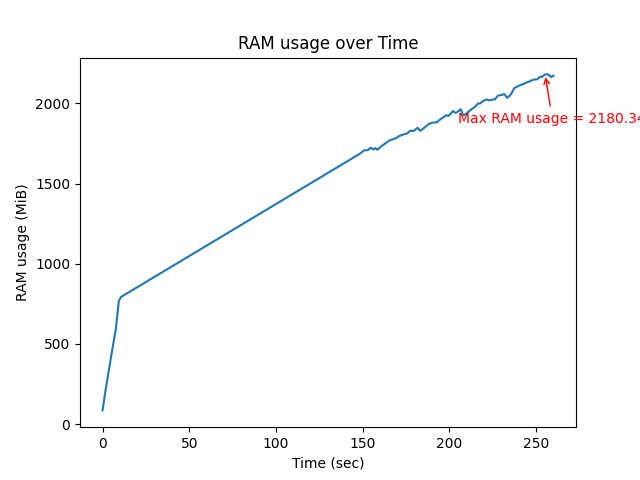 RAM usage over Time
RAM usage (MiB)
2000
1500
1000
500
0
Max RAM usage = 2180.34
0 50 100 150 200 250
Time (sec)